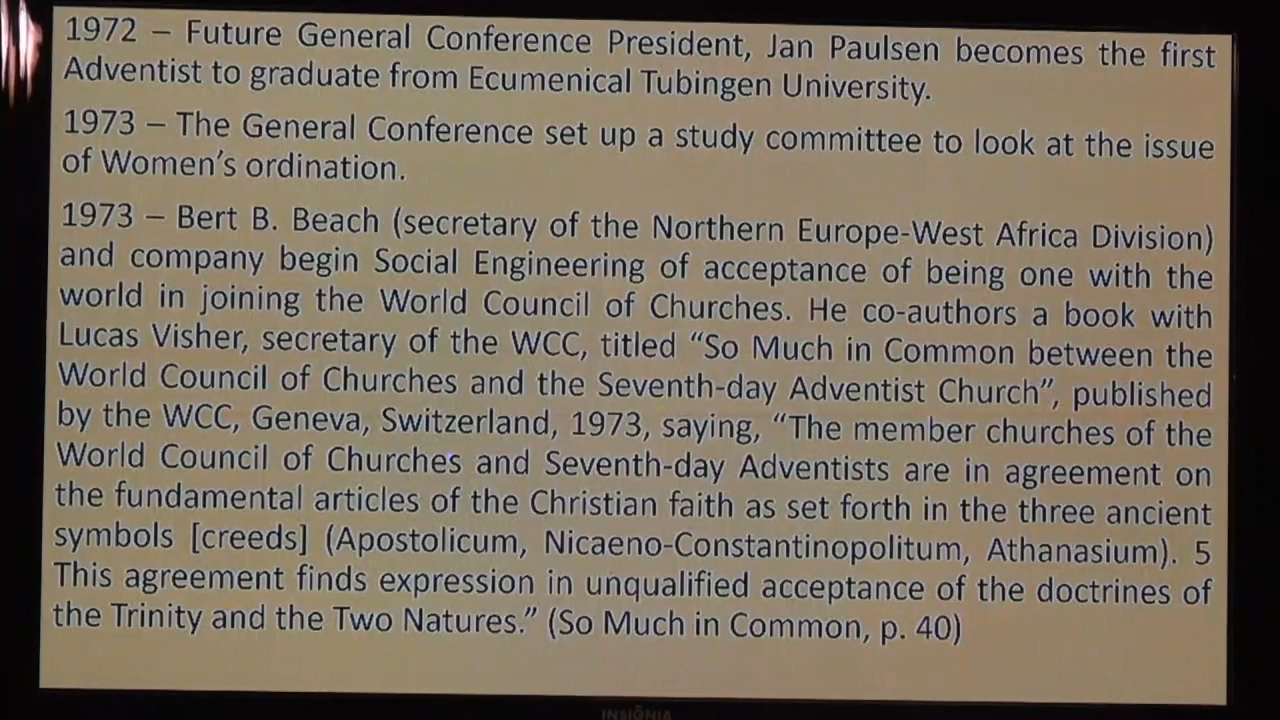 1972 – Future General Conference President, Jan Paulsen becomes the first
Adventist to graduate from Ecumenical Tubingen University.
1973 – The General Conference set up a study committee to look at the issue
of Women's ordination.
1973 – Bert B. Beach (secretary of the Northern Europe-West Africa Division)
and company begin Social Engineering of acceptance of being one with the
world in joining the World Council of Churches. He co-authors a book with
Lucas Visher, secretary of the WCC, titled “So Much in Common between the
World Council of Churches and the Seventh-day Adventist Church”, published
by the WCC, Geneva, Switzerland, 1973, saying, “The member churches of the
World Council of Churches and Seventh-day Adventists are in agreement on
the fundamental articles of the Christian faith as set forth in the three ancient
symbols [creeds] (Apostolicum, Nicaeno-Constantinopolitum, Athanasium). 5
This agreement finds expression in unqualified acceptance of the doctrines of
the Trinity and the Two Natures.” (So Much in Common, p. 40)
INSIGNIA